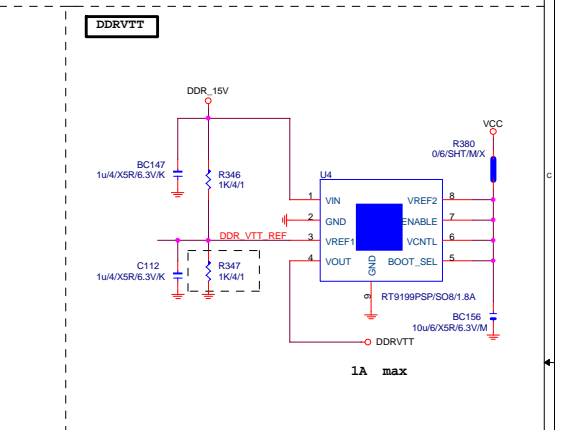 DDRVTT
DDR_15V
VCC
R380
0/6/SHT/M/X
BC147
1u/4/X5R/6.3V/K
R346
1K/4/1
U4
C
1
VIN
VREF2
8
2
GND
ENABLE
7
DDR_VTT_REF
3
VREF1
VCNTL
6
4
VOUT
BOOT_SEL
5
GND
9
C112
1u/4/X5R/6.3V/K
R347
1K/4/1
RT9199PSP/SO8/1.8A
BC156
10u/6/X5R/6.3V/M
DDRVTT
1A max